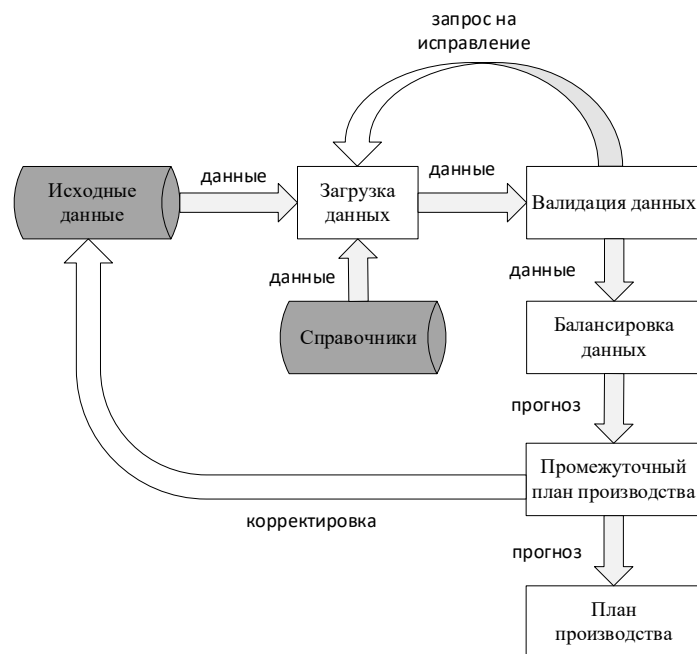 запрос на
исправление
Исходные
данные
данные
Загрузка
данных
данные
Валидация данных
данные
Справочники
данные
Балансировка
данных
прогноз
Промежуточный
план производства
корректировка
прогноз
План
производства